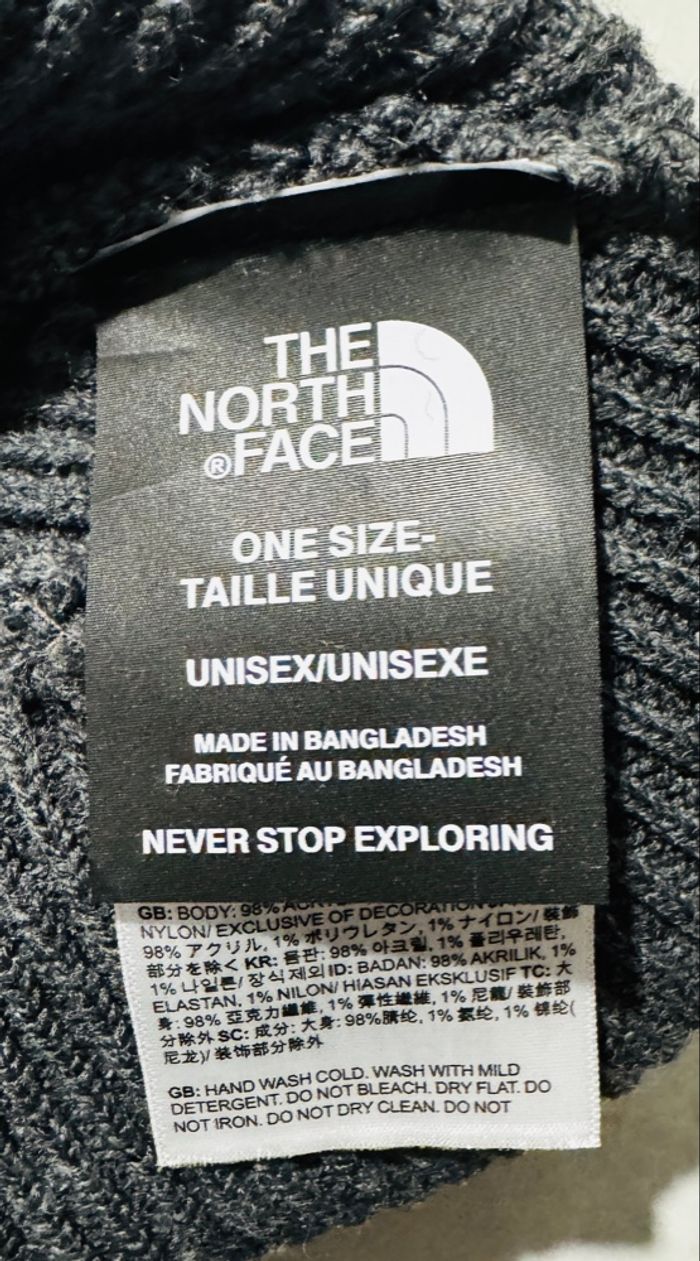 THE
NORTH
®FACE
ONE SIZE-
TAILLE UNIQUE
UNISEX/UNISEXE
MADE IN BANGLADESH
FABRIQUÉ AU BANGLADESH
NEVER STOP EXPLORING
GB: BODY: 98%
NYLON/ EXCLUSIVE OF DECORATION
98% アクリル, 1% ポリウレタン, 1% ナイロン/ 装飾
部分を除く KR: 몸판: 98% 아크릴, 1% 폴리우레탄,
1% 나일론/ 장식제외 ID: BADAN: 98% AKRILIK, 1%
ELASTAN, 1% NILON/ HIASAN EKSKLUSIF TC: 大
身: 98% 亞克力纖維, 1% 彈性纖維, 1% 尼龍/ 裝飾部
分除外 SC: 成分: 大身: 98%腈纶, 1% 氨纶, 1% 锦纶(
尼龙)/ 装饰部分除外
GB: HAND WASH COLD. WASH WITH MILD
DETERGENT. DO NOT BLEACH. DRY FLAT. DO
NOT IRON. DO NOT DRY CLEAN. DO NOT